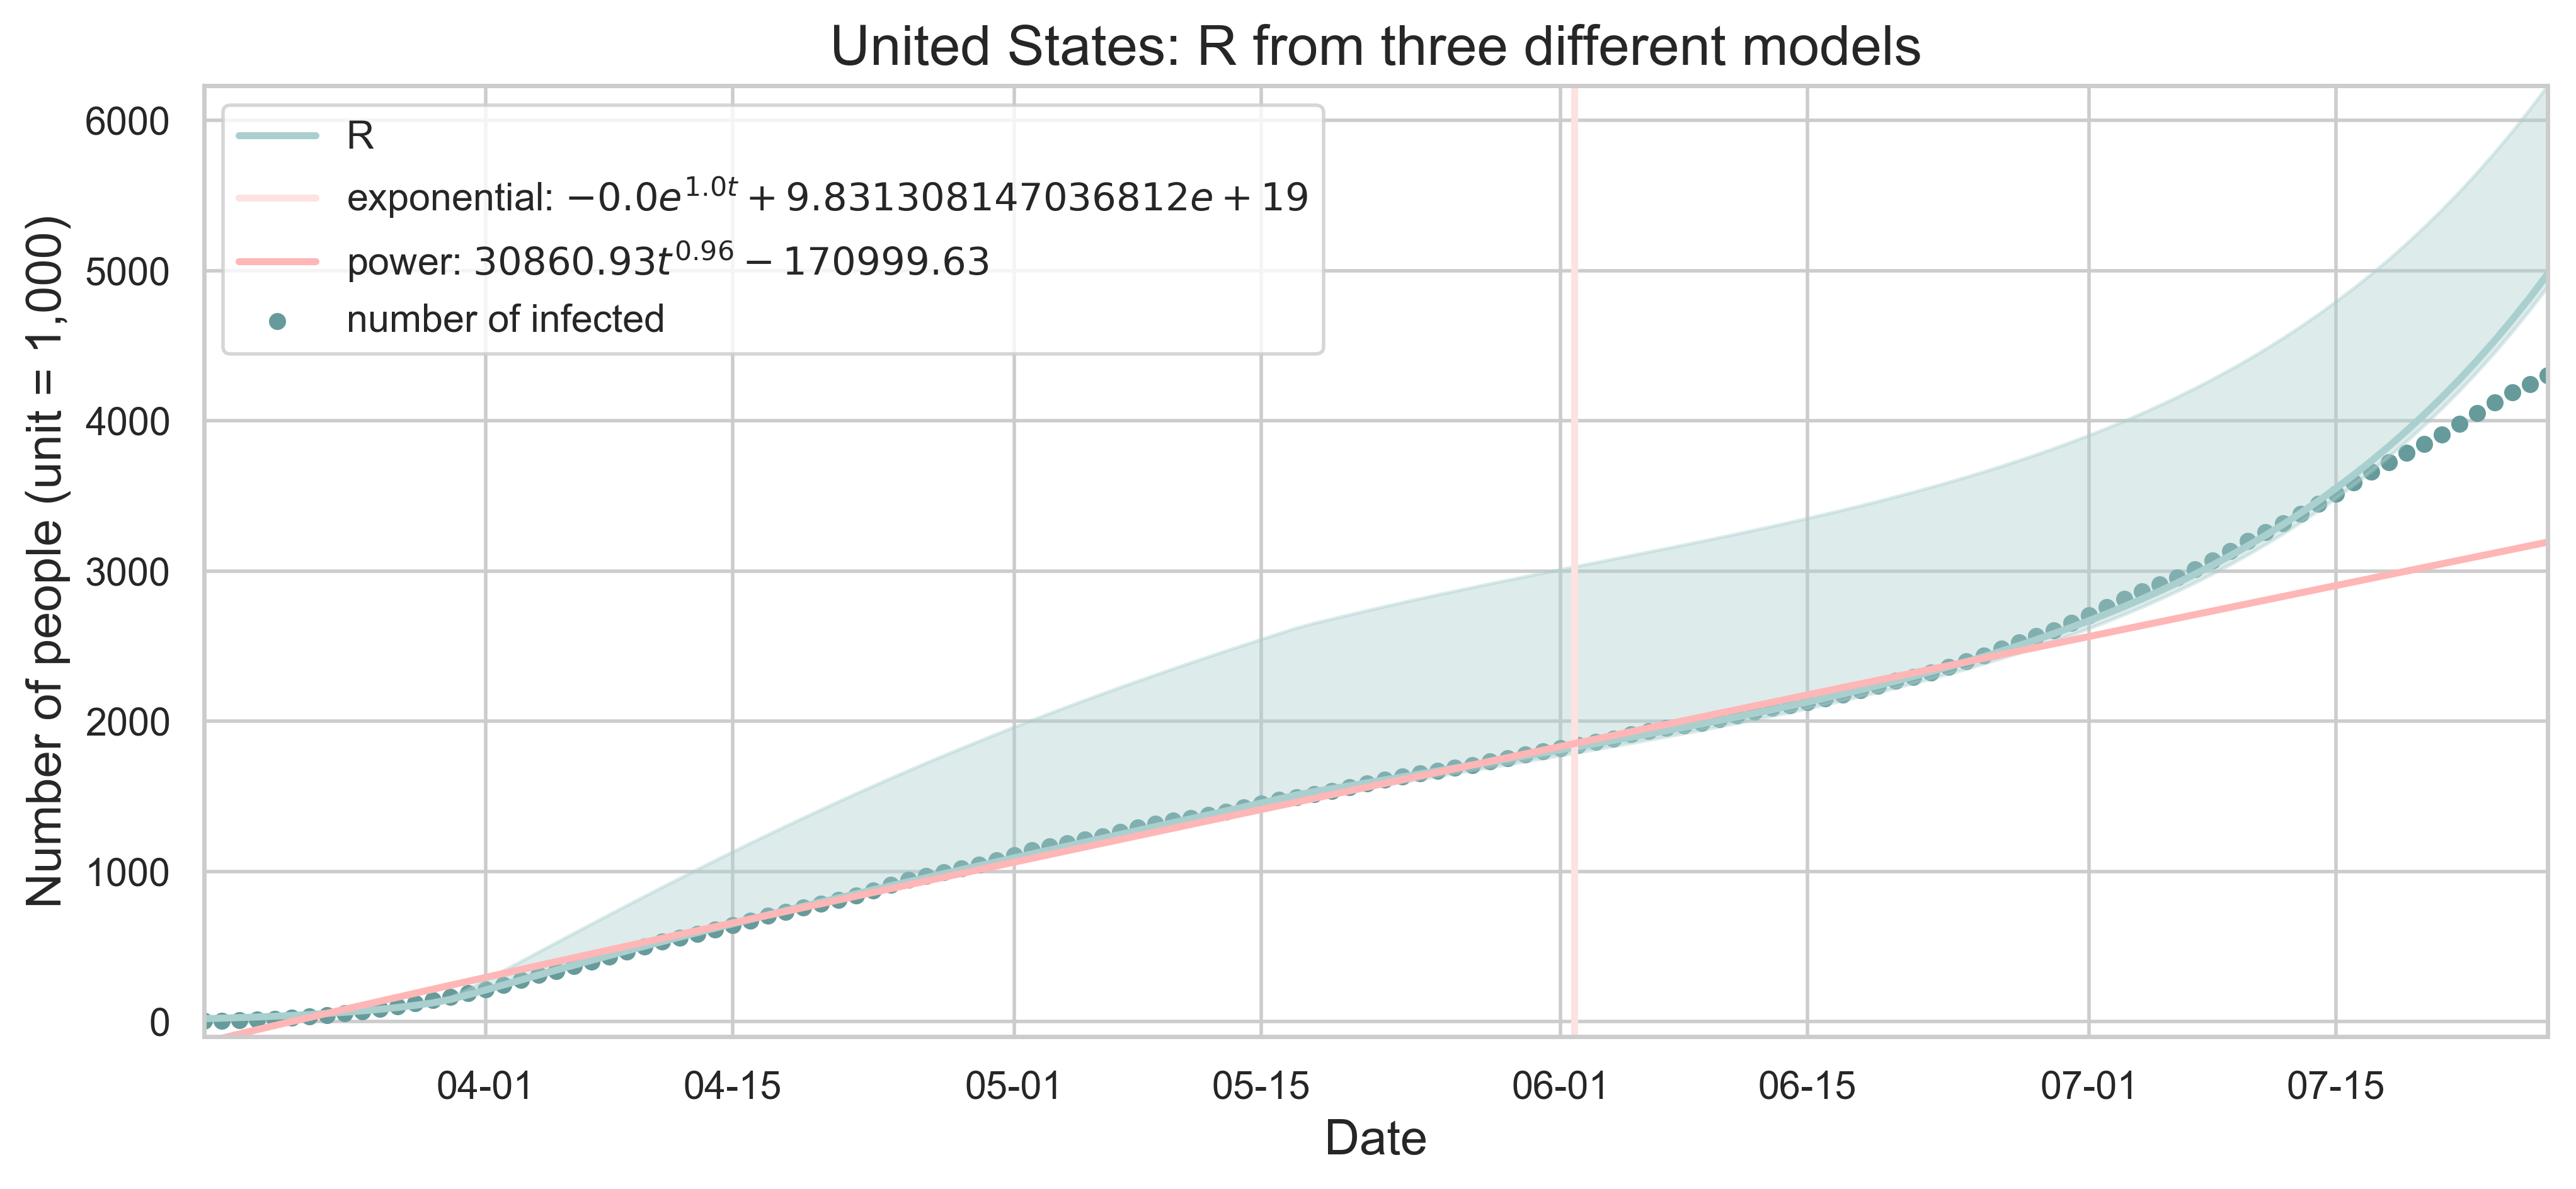 United States: R from three different models
Number of people (unit = 1,000)
6000
5000
4000
3000
2000
1000
0
R
exponential: −0.0e^{1.0t} + 9.831308147036812e + 19
power: 30860.93t^{0.96} − 170999.63
number of infected
04-01 04-15 05-01 05-15 06-01 06-15 07-01 07-15
Date